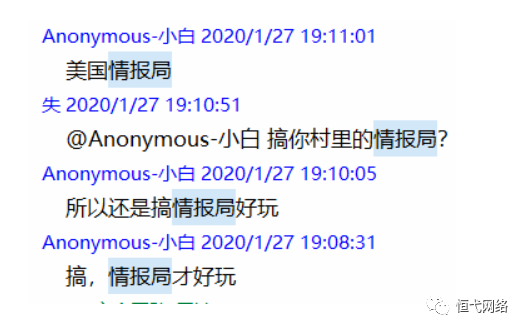 Anonymous-小白 2020/1/27 19:11:01
美国情报局
失 2020/1/27 19:10:51
@Anonymous-小白 搞你村里的情报局?
Anonymous-小白 2020/1/27 19:10:05
所以还是搞情报局好玩
Anonymous-小白 2020/1/27 19:08:31
搞，情报局才好玩
恒弋网络